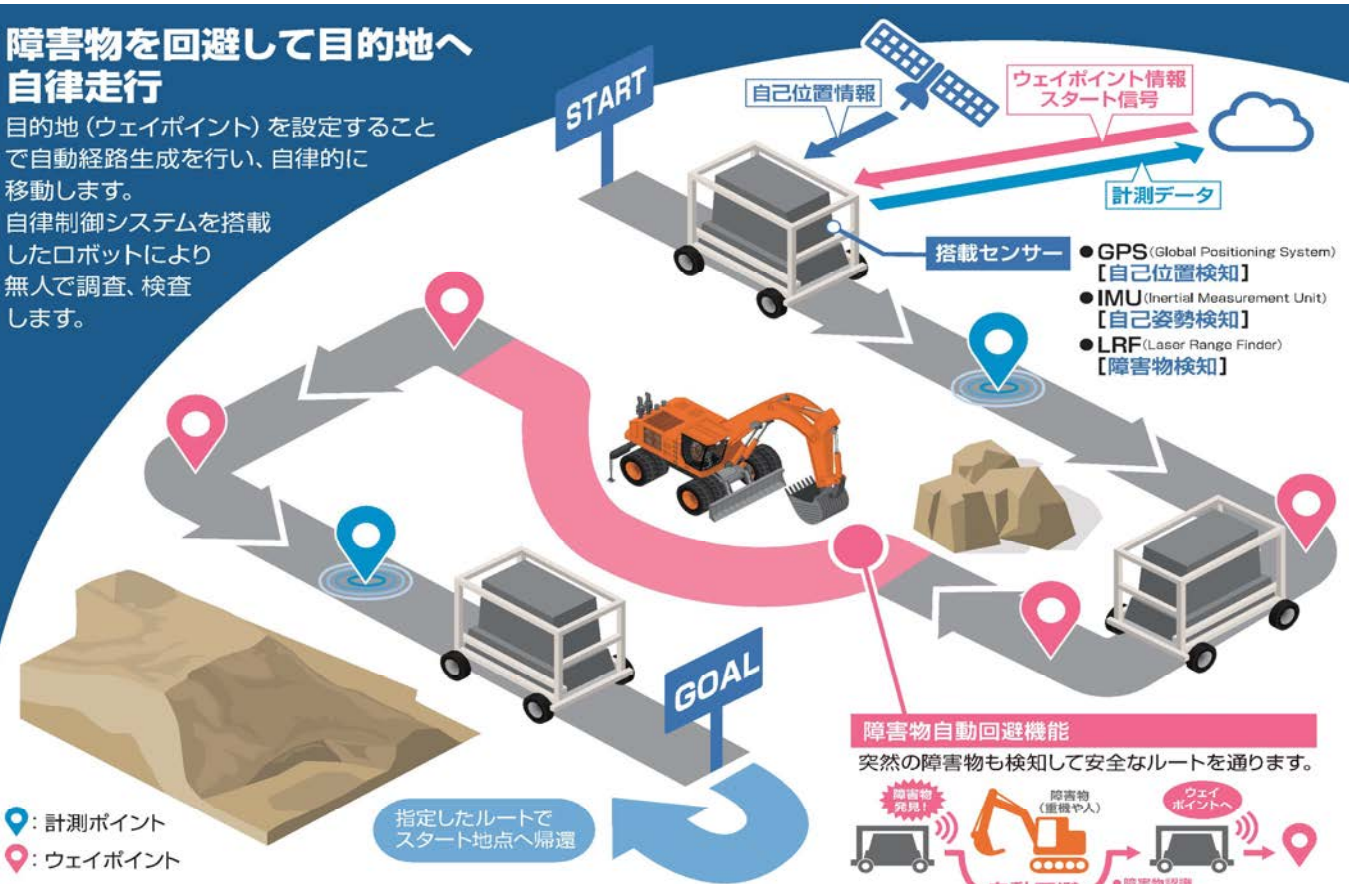 障害物を回避して目的地へ
自律走行
目的地（ウェイポイント）を設定すること
で自動経路生成を行い、自律的に
移動します。
自律制御システムを搭載
したロボットにより
無人で調査、検査
します。
START
自己位置情報
ウェイポイント情報
スタート信号
計測データ
搭載センサー
●GPS(Global Positioning System)
［自己位置検知］
●IMU(Inertial Measurement Unit)
［自己姿勢検知］
●LRF(Laser Range Finder)
［障害物検知］
GOAL
指定したルートで
スタート地点へ帰還
：計測ポイント
：ウェイポイント
障害物自動回避機能
突然の障害物も検知して安全なルートを通ります。
障害物
発見！
障害物
（重機や人）
ウェイ
ポイントへ